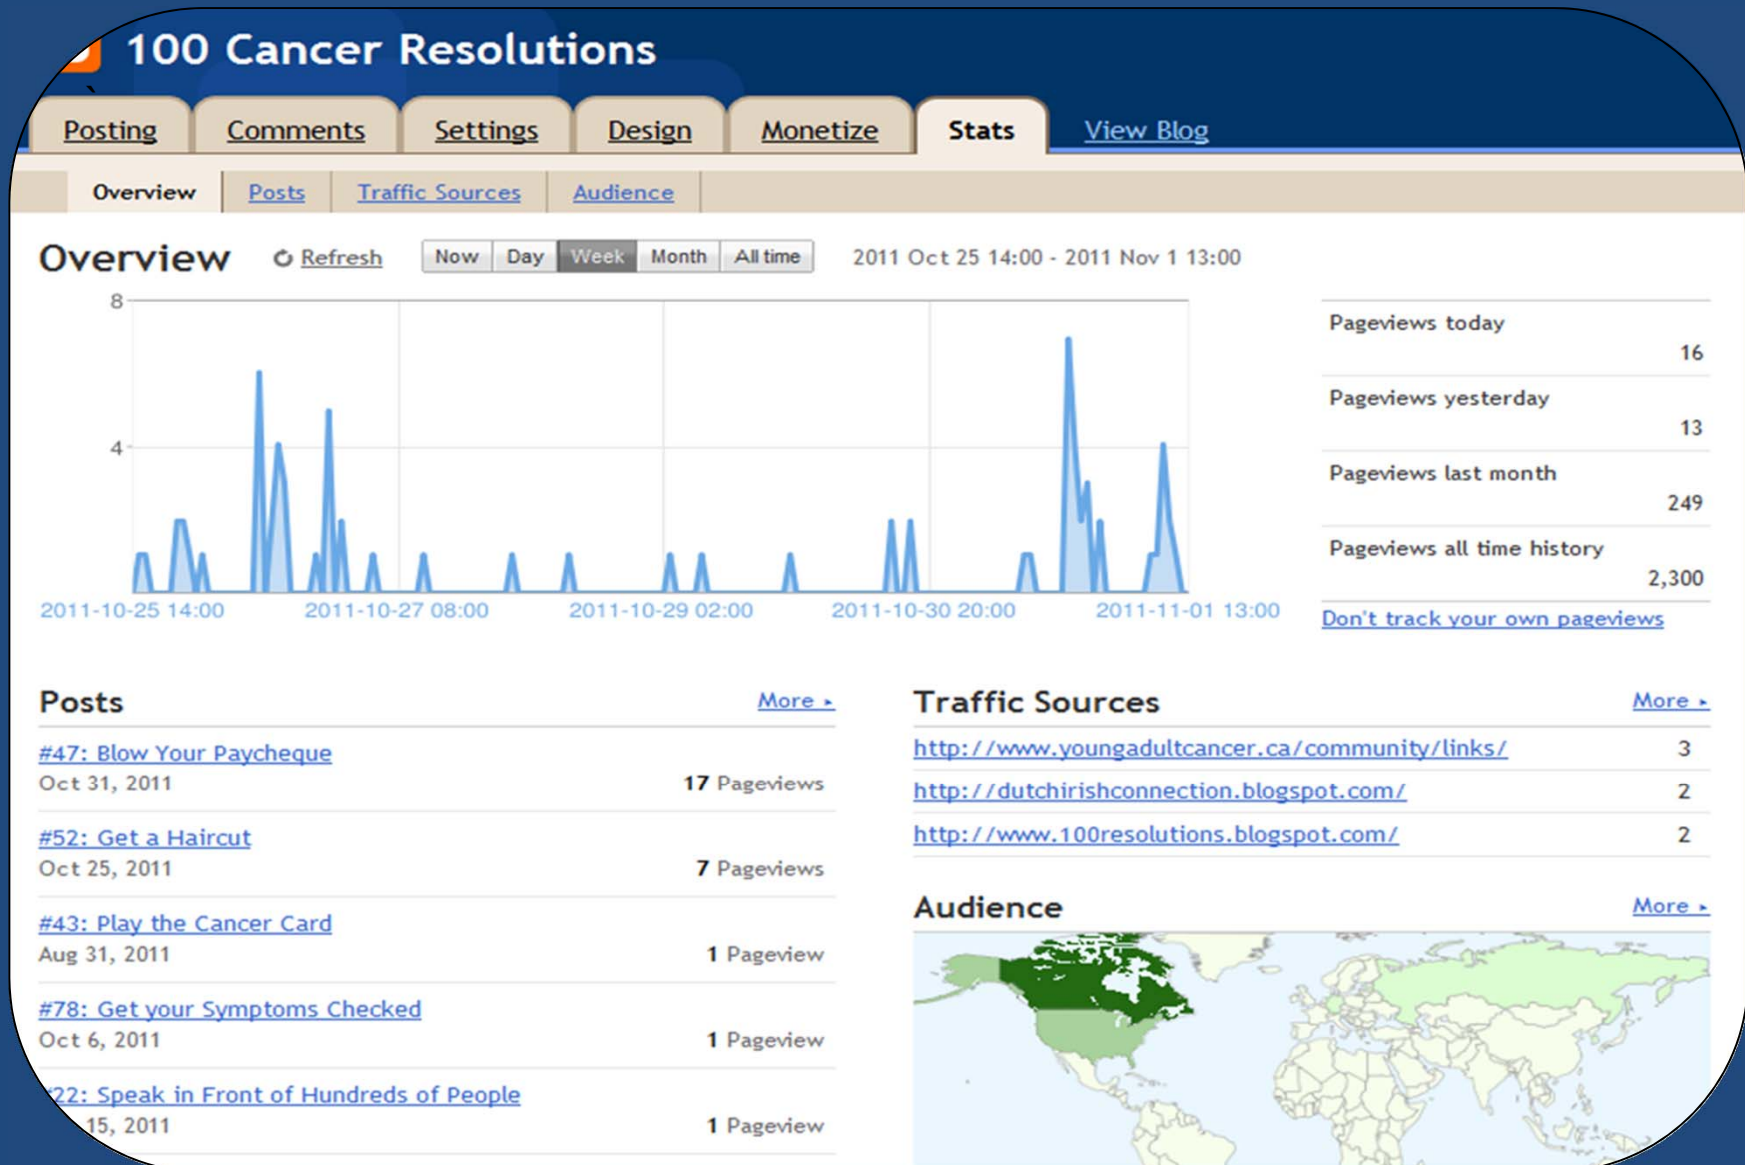 100 Cancer Resolutions
Posting Comments Settings Design Monetize Stats View Blog
Overview Posts Traffic Sources Audience
Overview Refresh Now Day Week Month All time 2011 Oct 25 14:00 - 2011 Nov 1 13:00
8
4
2011-10-25 14:00 2011-10-27 08:00 2011-10-29 02:00 2011-10-30 20:00 2011-11-01 13:00
Pageviews today
16
Pageviews yesterday
13
Pageviews last month
249
Pageviews all time history
2,300
Don't track your own pageviews
Posts More ▸
#47: Blow Your Paycheque
Oct 31, 2011 17 Pageviews
#52: Get a Haircut
Oct 25, 2011 7 Pageviews
#43: Play the Cancer Card
Aug 31, 2011 1 Pageview
#78: Get your Symptoms Checked
Oct 6, 2011 1 Pageview
22: Speak in Front of Hundreds of People
15, 2011 1 Pageview
Traffic Sources More ▸
http://www.youngadultcancer.ca/community/links/ 3
http://dutchirishconnection.blogspot.com/ 2
http://www.100resolutions.blogspot.com/ 2
Audience More ▸